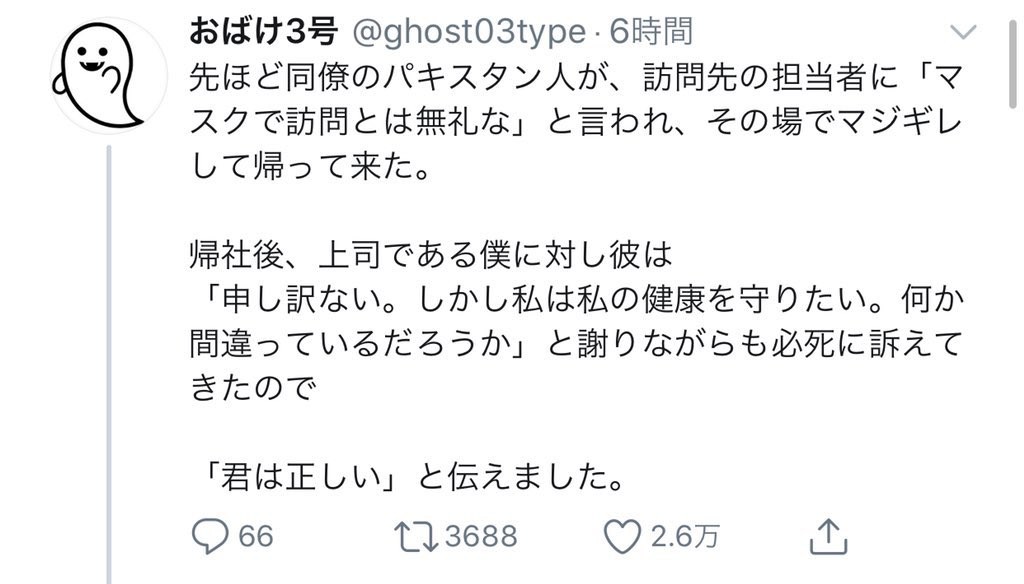 おばけ3号 @ghost03type · 6時間
先ほど同僚のパキスタン人が、訪問先の担当者に「マ
スクで訪問とは無礼な」と言われ、その場でマジギレ
して帰って来た。
帰社後、上司である僕に対し彼は
「申し訳ない。しかし私は私の健康を守りたい。何か
間違っているだろうか」と謝りながらも必死に訴えて
きたので
「君は正しい」と伝えました。
66 3688 2.6万